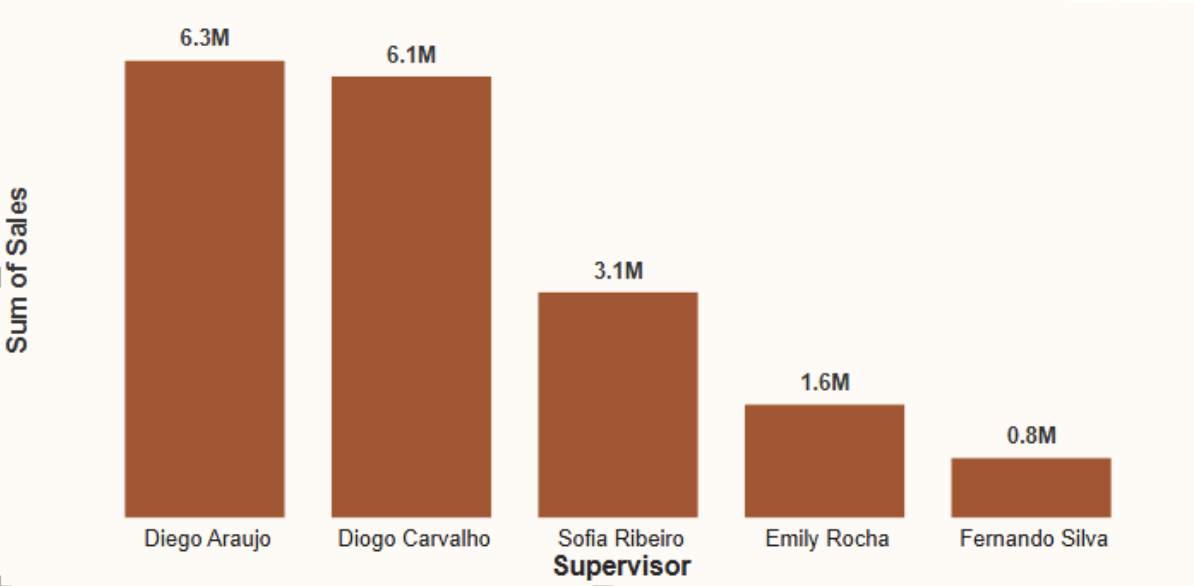 6.3M
6.1M
3.1M
1.6M
0.8M
Sum of Sales
Diego Araujo
Diogo Carvalho
Sofia Ribeiro
Emily Rocha
Fernando Silva
Supervisor